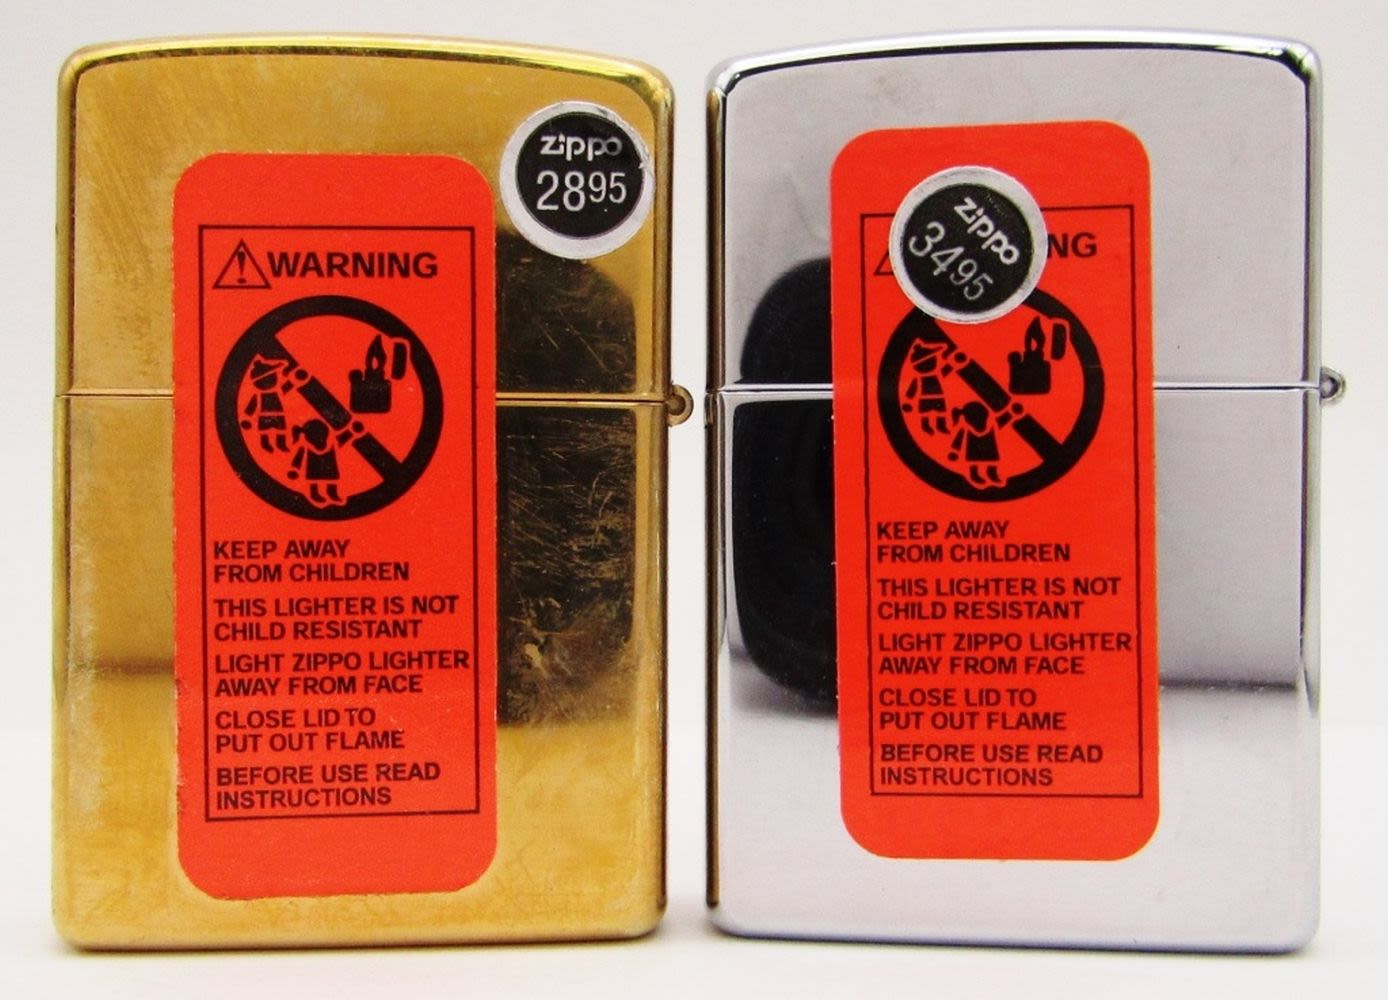 zippo
2895
WARNING
KEEP AWAY
FROM CHILDREN
THIS LIGHTER IS NOT
CHILD RESISTANT
LIGHT ZIPPO LIGHTER
AWAY FROM FACE
CLOSE LID TO
PUT OUT FLAME
BEFORE USE READ
INSTRUCTIONS
zippo
3495
NG
KEEP AWAY
FROM CHILDREN
THIS LIGHTER IS NOT
CHILD RESISTANT
LIGHT ZIPPO LIGHTER
AWAY FROM FACE
CLOSE LID TO
PUT OUT FLAME
BEFORE USE READ
INSTRUCTIONS